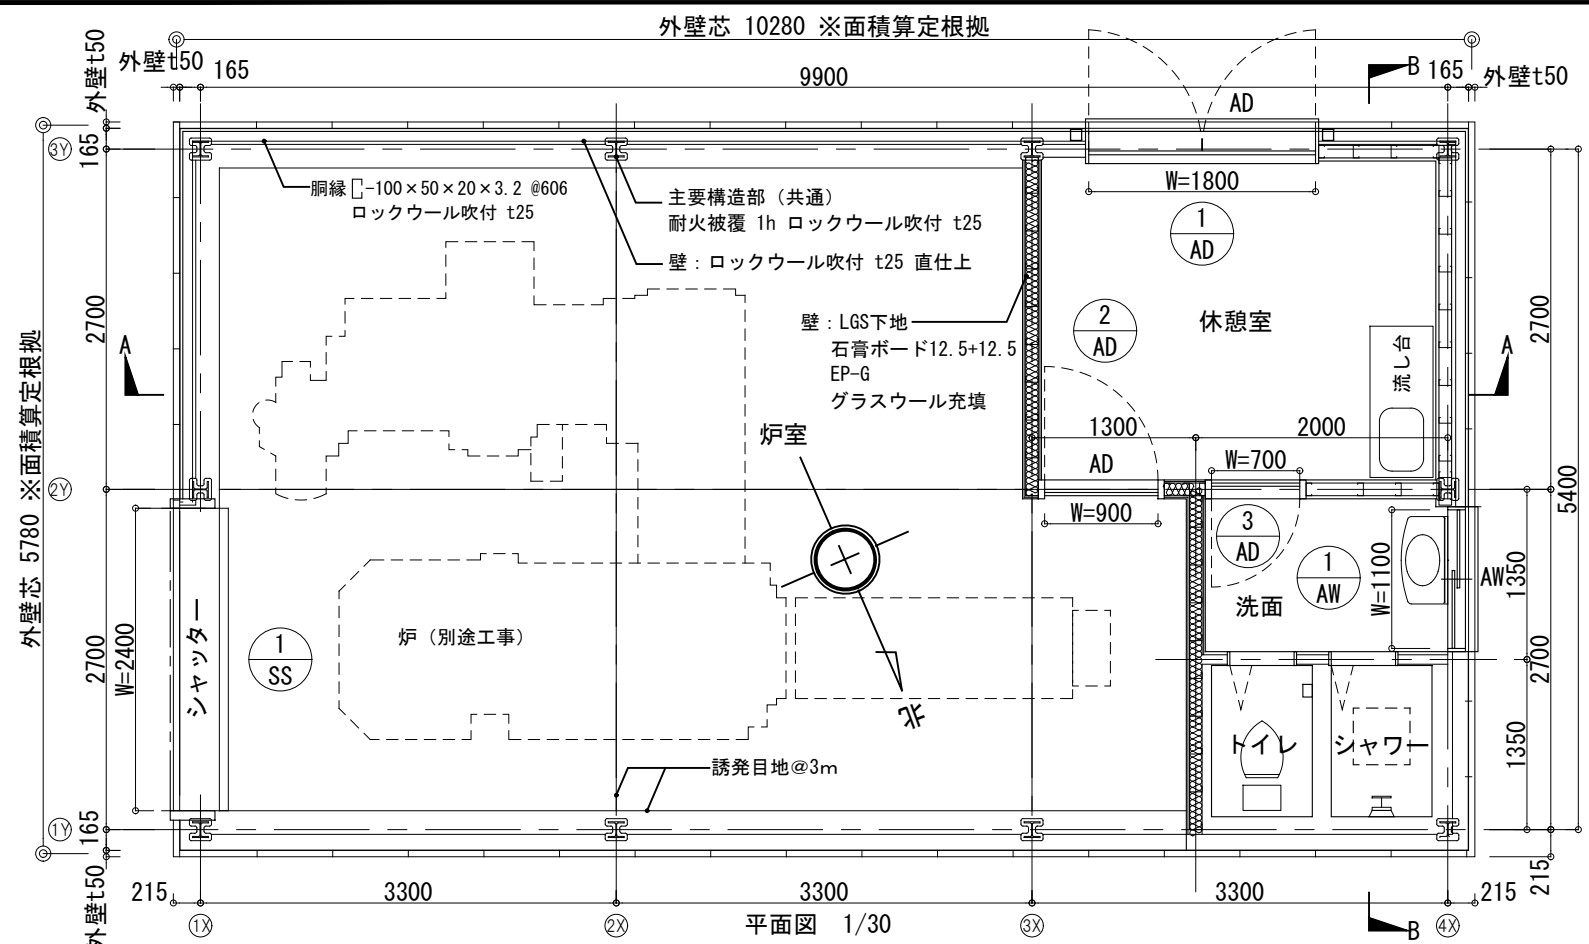 外壁芯 10280 ※面積算定根拠
外壁t50
外壁t50
165
9900
165
外壁t50
B
AD
3Y
165
胴縁 C-100×50×20×3.2 @606
ロックウール吹付 t25
主要構造部（共通）
耐火被覆 1h ロックウール吹付 t25
壁：ロックウール吹付 t25 直仕上
W=1800
1
AD
壁：LGS下地
石膏ボード12.5+12.5
EP-G
グラスウール充填
2
AD
休憩室
流し台
2700
2700
A
A
外壁芯 5780 ※面積算定根拠
5400
炉室
1300
2000
AD
W=700
2Y
W=900
3
AD
1
AW
W=1100
AW
1350
洗面
シャッター
W=2400
2700
1
SS
炉（別途工事）
北
2700
トイレ
シャワー
1350
誘発目地@3m
1Y
165
外壁t50
215
3300
3300
3300
215
215
1X
2X
平面図 1/30
3X
B
4X